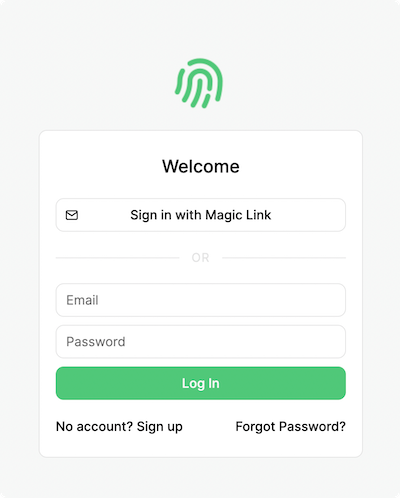 Welcome
Sign in with Magic Link
OR
Email
Password
Log In
No account? Sign up
Forgot Password?